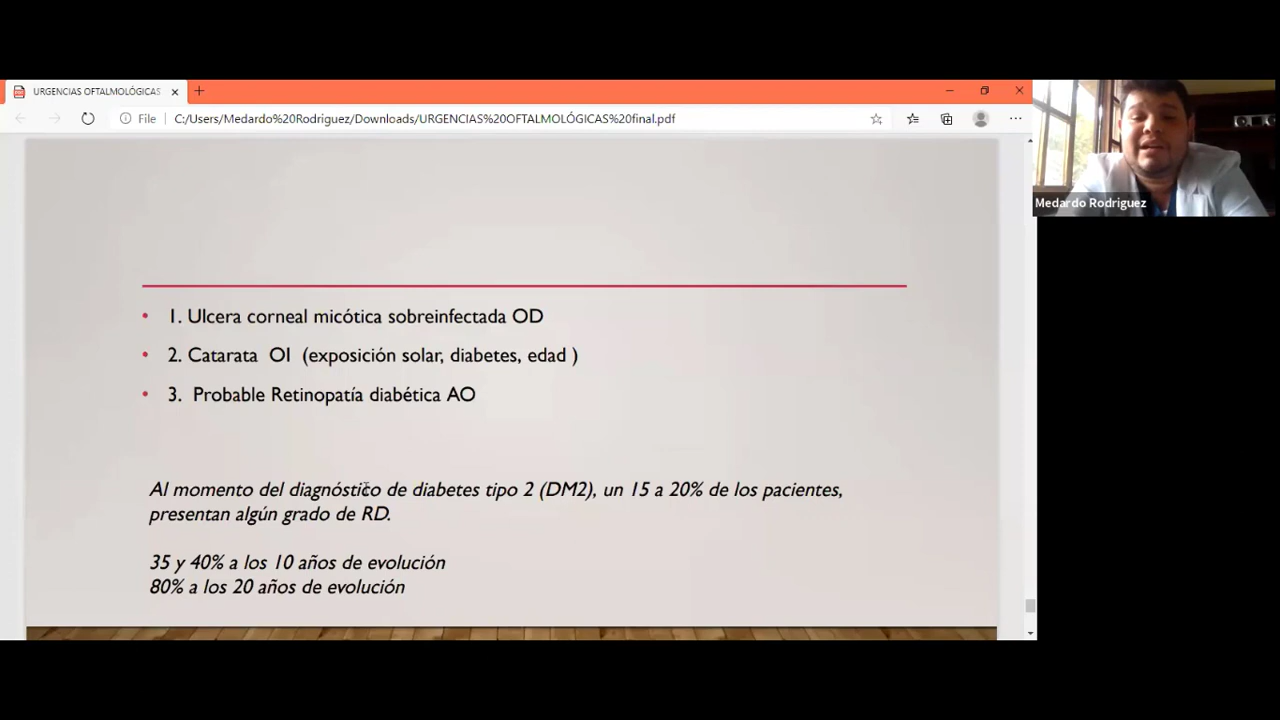 URGENCIAS OFTALMOLÓGICAS
File
C:/Users/Medardo%20Rodriguez/Downloads/URGENCIAS%20OFTALMOLÓGICAS%20final.pdf
Medardo Rodriguez
• 1. Ulcera corneal micótica sobreinfectada OD
• 2. Catarata OI (exposición solar, diabetes, edad )
• 3. Probable Retinopatía diabética AO
Al momento del diagnóstico de diabetes tipo 2 (DM2), un 15 a 20% de los pacientes,
presentan algún grado de RD.
35 y 40% a los 10 años de evolución
80% a los 20 años de evolución